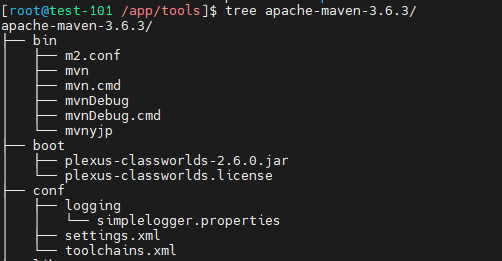 [root@test-101 /app/tools]$ tree apache-maven-3.6.3/
apache-maven-3.6.3/
├── bin
│   ├── m2.conf
│   ├── mvn
│   ├── mvn.cmd
│   ├── mvnDebug
│   ├── mvnDebug.cmd
│   └── mvnyjp
├── boot
│   ├── plexus-classworlds-2.6.0.jar
│   └── plexus-classworlds.license
├── conf
│   ├── logging
│   │   └── simplelogger.properties
│   ├── settings.xml
│   └── toolchains.xml